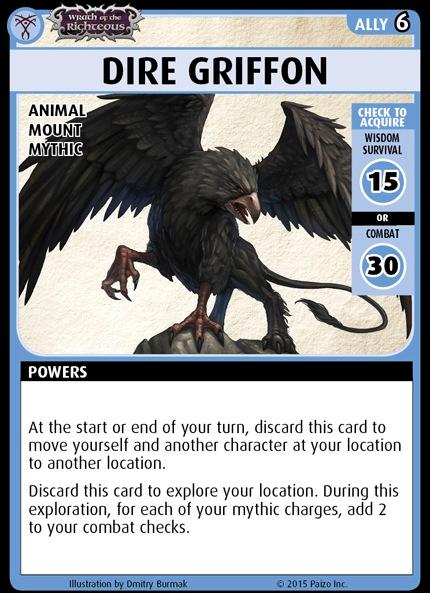 Wrath of the
Righteous
ALLY 6
DIRE GRIFFON
ANIMAL
MOUNT
MYTHIC
CHECK TO
ACQUIRE
WISDOM
SURVIVAL
15
OR
COMBAT
30
POWERS
At the start or end of your turn, discard this card to
move yourself and another character at your location
to another location.
Discard this card to explore your location. During this
exploration, for each of your mythic charges, add 2
to your combat checks.
Illustration by Dmitry Burmak
© 2015 Paizo Inc.